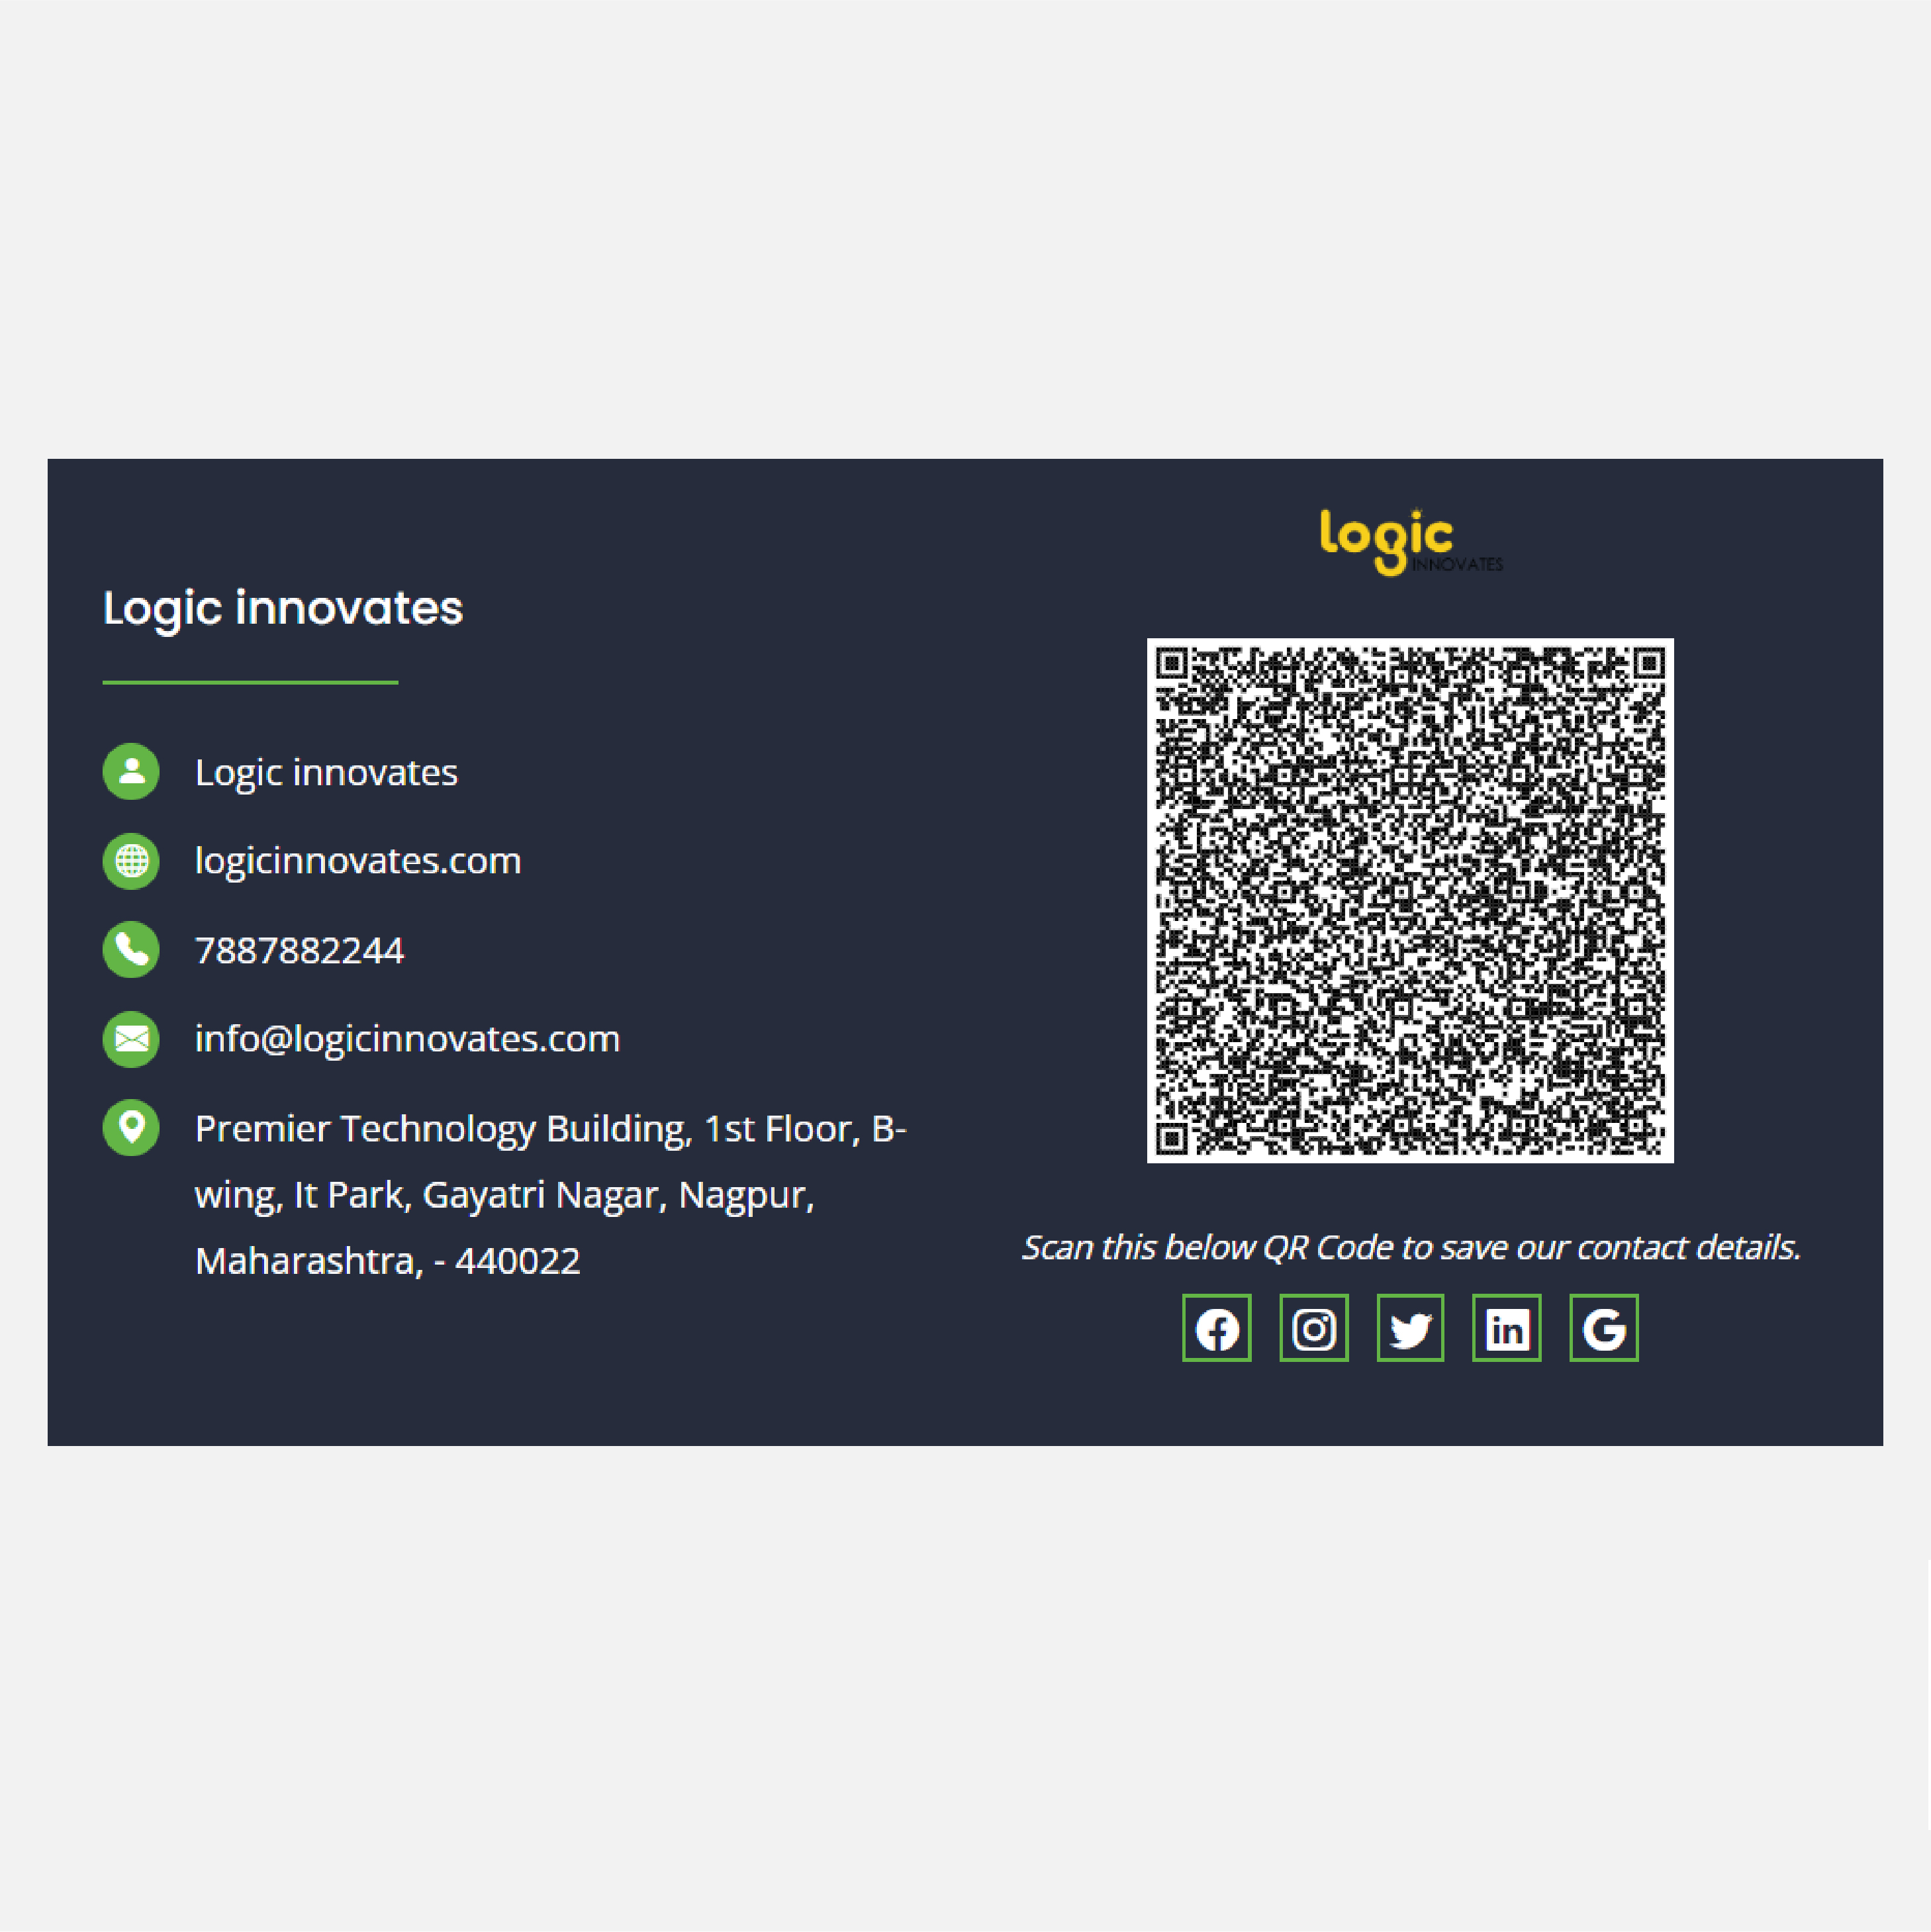 Logic innovates
Logic innovates
logicinnovates.com
7887882244
info@logicinnovates.com
Premier Technology Building, 1st Floor, B-
wing, It Park, Gayatri Nagar, Nagpur,
Maharashtra, - 440022
logic
INNOVATES
Scan this below QR Code to save our contact details.